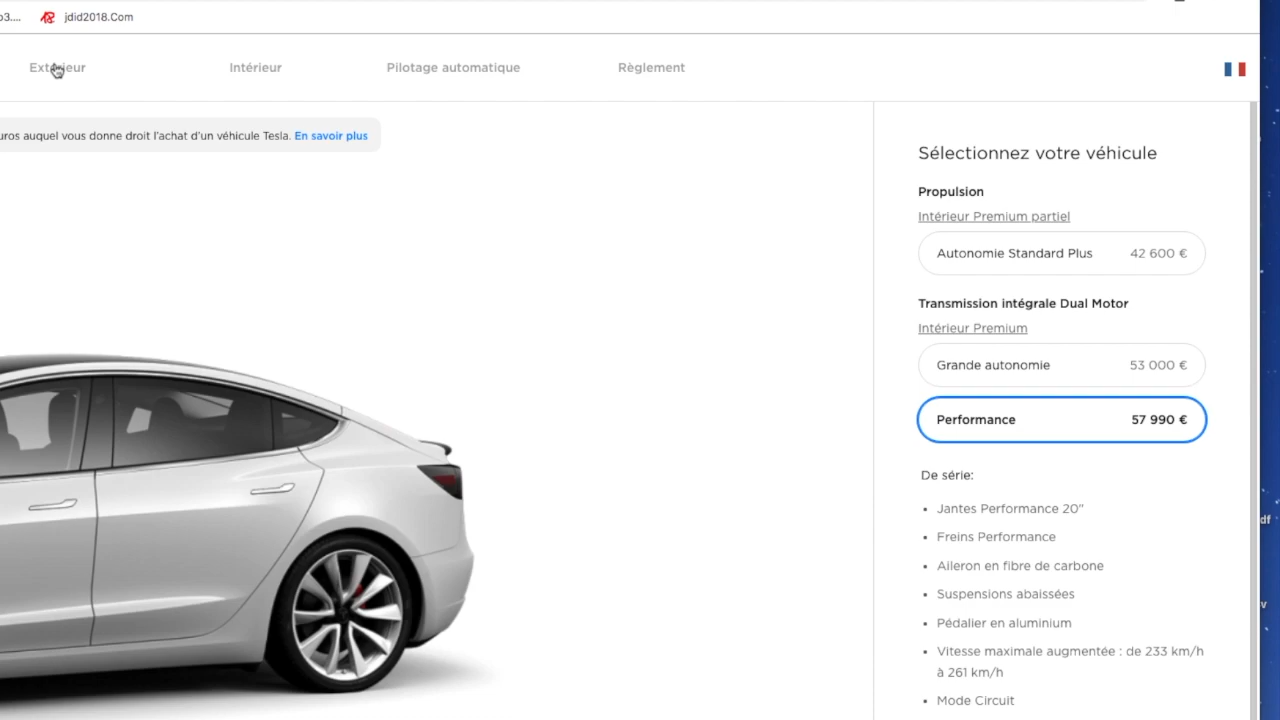 jdid2018.Com
Extérieur
Intérieur
Pilotage automatique
Règlement
auquel vous donne droit l'achat d'un véhicule Tesla. En savoir plus
Sélectionnez votre véhicule
Propulsion
Intérieur Premium partiel
Autonomie Standard Plus 42 600 €
Transmission intégrale Dual Motor
Intérieur Premium
Grande autonomie 53 000 €
Performance 57 990 €
De série:
▪ Jantes Performance 20"
▪ Freins Performance
▪ Aileron en fibre de carbone
▪ Suspensions abaissées
▪ Pédalier en aluminium
▪ Vitesse maximale augmentée : de 233 km/h
à 261 km/h
▪ Mode Circuit